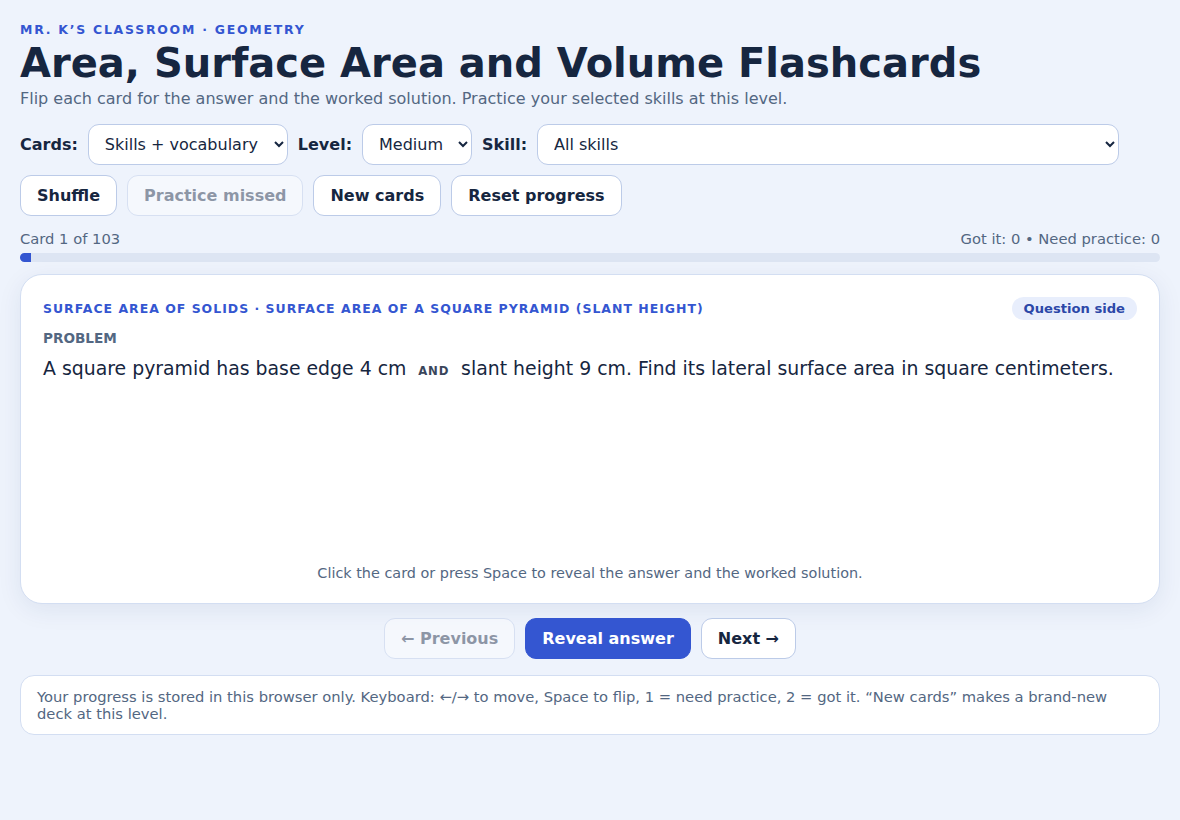 MR. K’S CLASSROOM · GEOMETRY
Area, Surface Area and Volume Flashcards
Flip each card for the answer and the worked solution. Practice your selected skills at this level.
Cards: Skills + vocabulary Level: Medium Skill: All skills
Shuffle Practice missed New cards Reset progress
Card 1 of 103 Got it: 0 • Need practice: 0
SURFACE AREA OF SOLIDS · SURFACE AREA OF A SQUARE PYRAMID (SLANT HEIGHT) Question side
PROBLEM
A square pyramid has base edge 4 cm AND slant height 9 cm. Find its lateral surface area in square centimeters.
Click the card or press Space to reveal the answer and the worked solution.
← Previous Reveal answer Next →
Your progress is stored in this browser only. Keyboard: ←/→ to move, Space to flip, 1 = need practice, 2 = got it. “New cards” makes a brand-new
deck at this level.